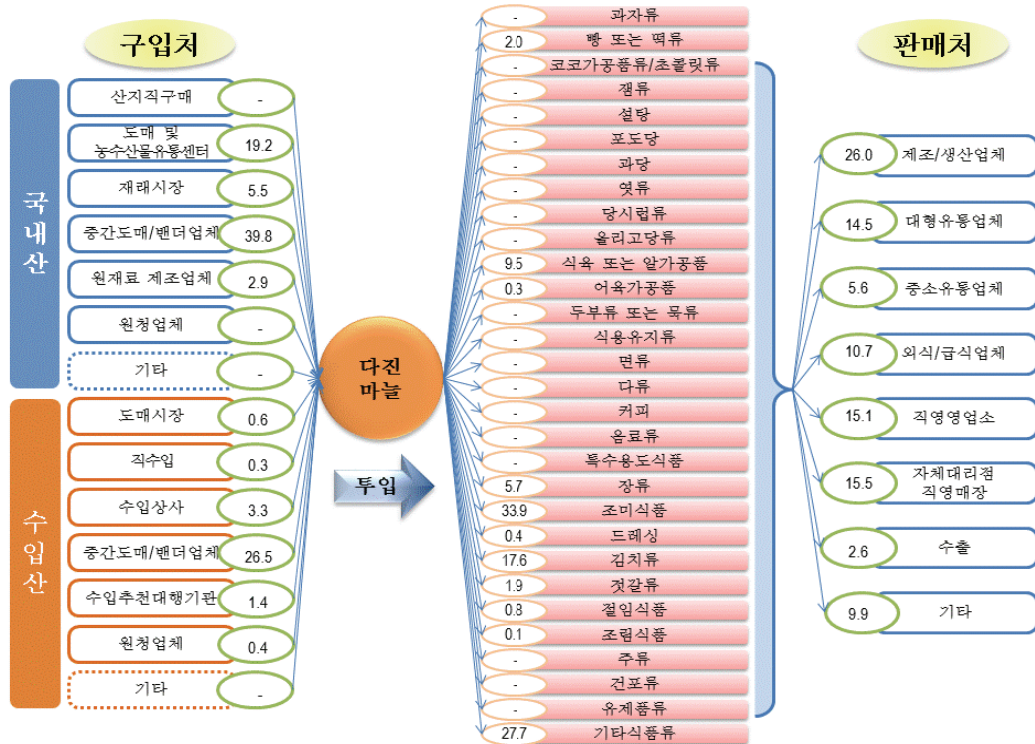 구입처
국내산
산지직구매
-
도매 및
농수산물유통센터
19.2
재래시장
5.5
중간도매/밴더업체
39.8
원재료 제조업체
2.9
원청업체
-
기타
-
수입산
도매시장
0.6
직수입
0.3
수입상사
3.3
중간도매/밴더업체
26.5
수입추천대행기관
1.4
원청업체
0.4
기타
-
다진
마늘
투입
- 과자류
2.0 빵 또는 떡류
- 코코가공품류/초콜릿류
- 잼류
- 설탕
- 포도당
- 과당
- 엿류
- 당시럽류
- 올리고당류
9.5 식육 또는 알가공품
0.3 어육가공품
- 두부류 또는 묵류
- 식용유지류
- 면류
- 다류
- 커피
- 음료류
- 특수용도식품
5.7 장류
33.9 조미식품
0.4 드레싱
17.6 김치류
1.9 젓갈류
0.8 절임식품
0.1 조림식품
- 주류
- 건포류
- 유제품류
27.7 기타식품류
판매처
26.0 제조/생산업체
14.5 대형유통업체
5.6 중소유통업체
10.7 외식/급식업체
15.1 직영영업소
15.5 자체대리점
직영매장
2.6 수출
9.9 기타